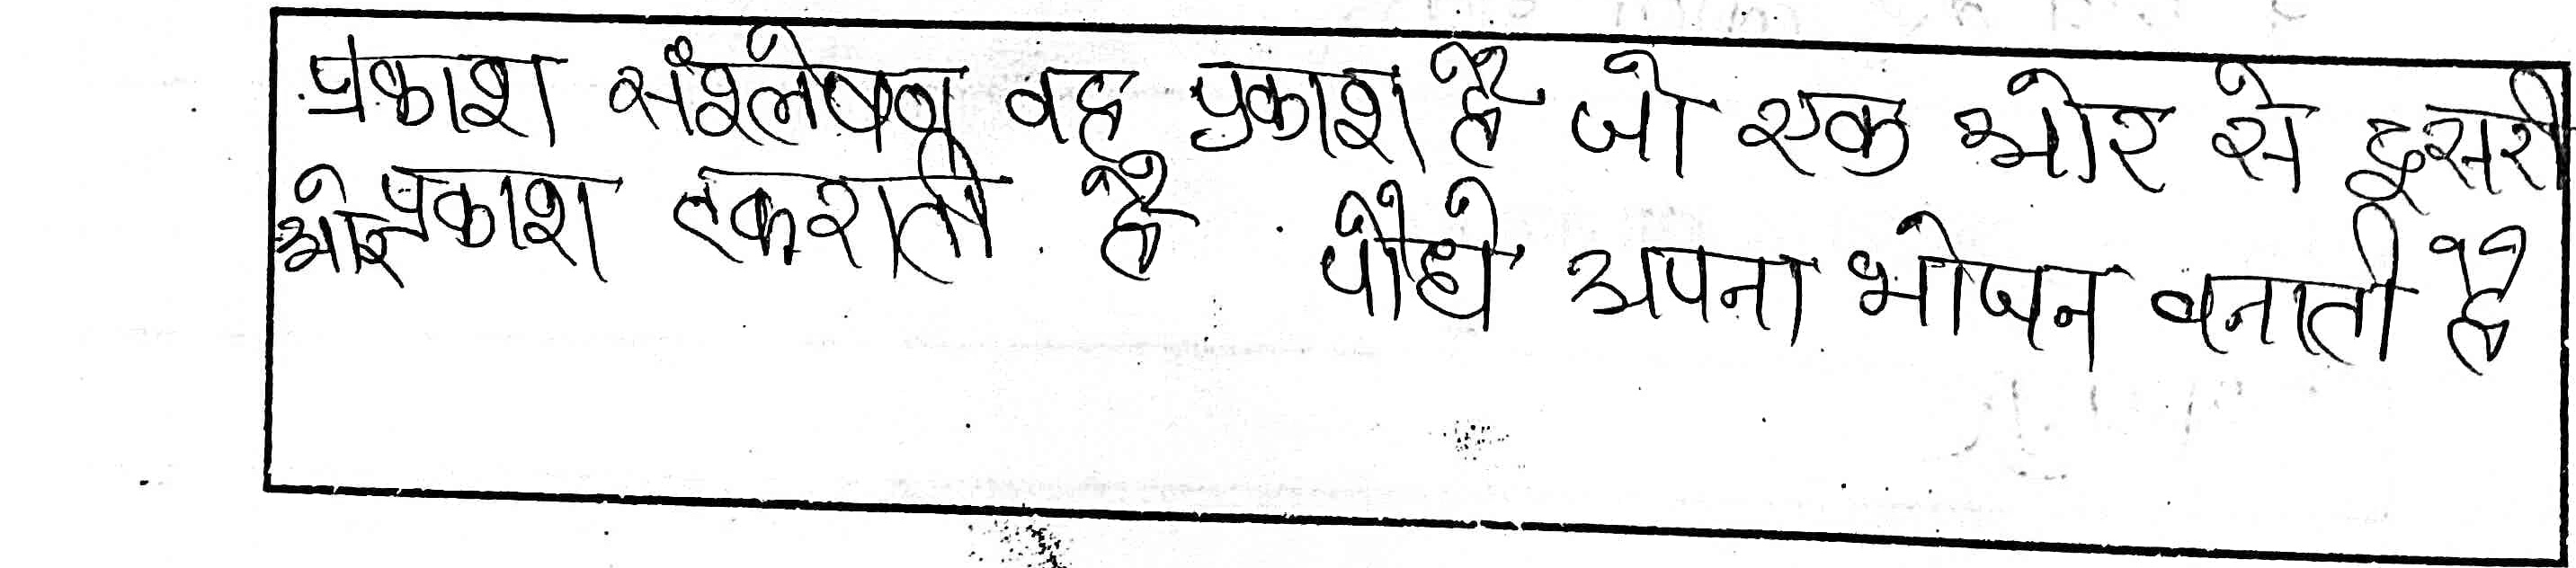 प्रकाश संश्लेषण वह प्रकाश है जो एक ओर से दूसरी
ओर प्रकाश टकराती है पौधे अपना भोजन बनाती है